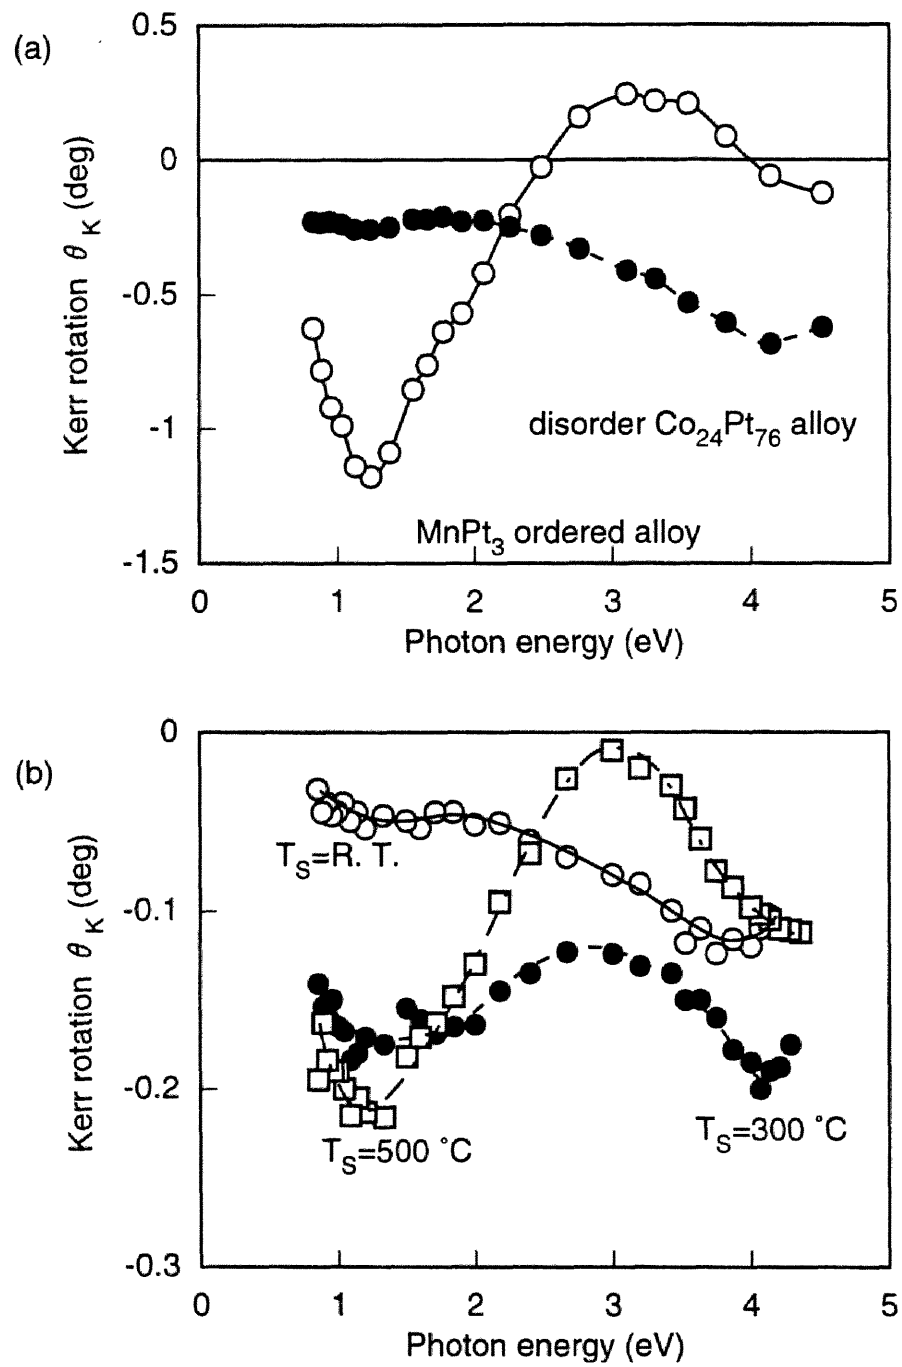 (a)
0.5
0
-0.5
-1
-1.5
Kerr rotation θ K (deg)
disorder Co24Pt76 alloy
MnPt3 ordered alloy
0 1 2 3 4 5
Photon energy (eV)
(b)
0
-0.1
-0.2
-0.3
Kerr rotation θ K (deg)
TS=R. T.
TS=500 °C
TS=300 °C
0 1 2 3 4 5
Photon energy (eV)